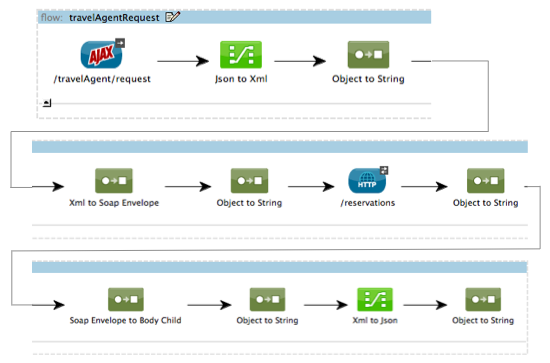 flow: travelAgentRequest
AJAX
/travelAgent/request
Json to Xml
Object to String
Xml to Soap Envelope
Object to String
HTTP
/reservations
Object to String
Soap Envelope to Body Child
Object to String
Xml to Json
Object to String